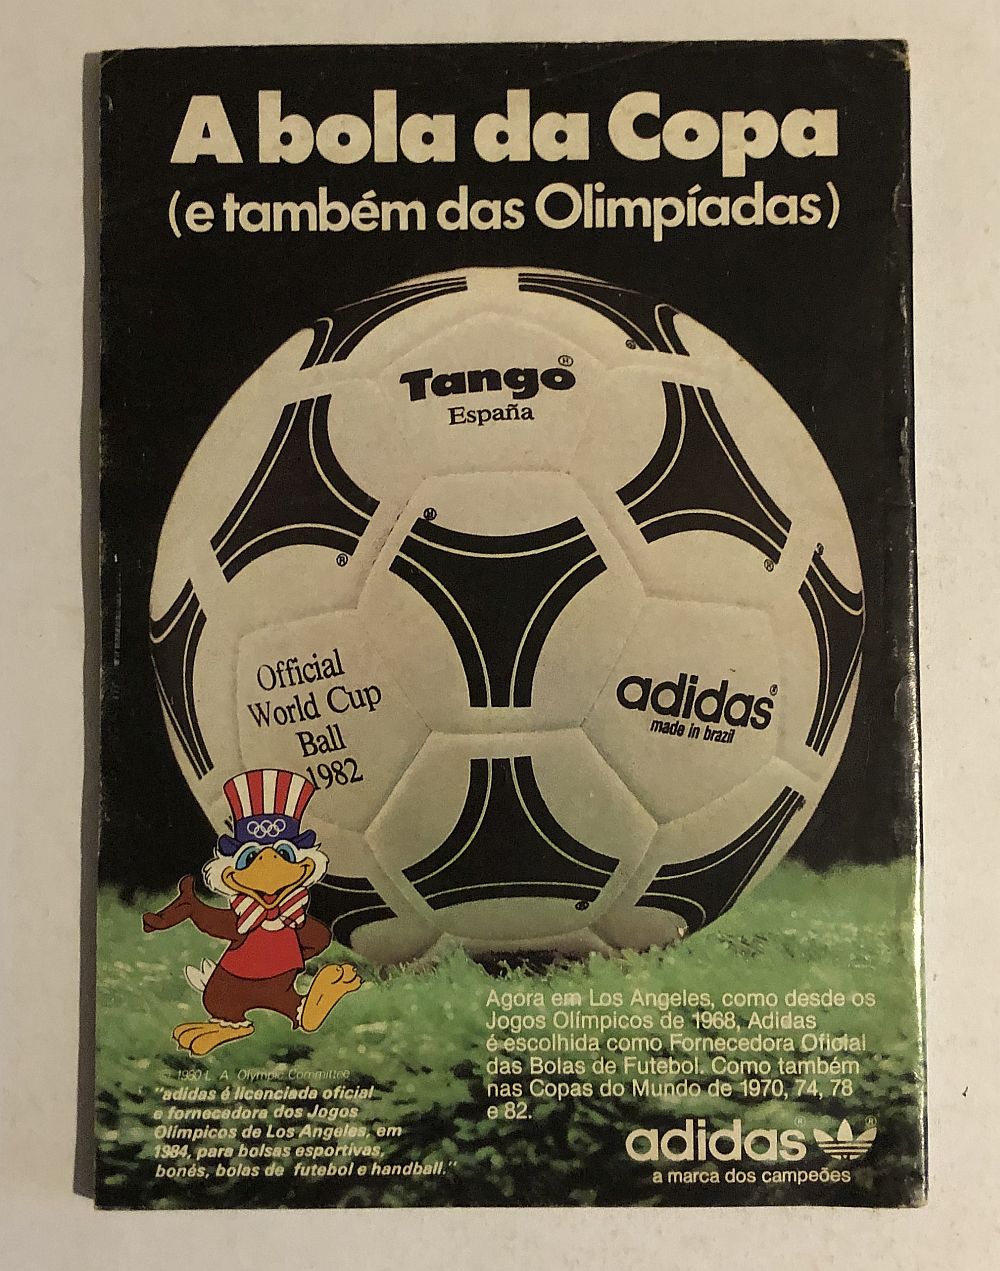 A bola da Copa
(e também das Olimpíadas)
Tango®
España
Official
World Cup
Ball
1982
adidas®
made in brazil
Agora em Los Angeles, como desde os
Jogos Olímpicos de 1968, Adidas
é escolhida como Fornecedora Oficial
das Bolas de Futebol. Como também
nas Copas do Mundo de 1970, 74, 78
e 82.
© 1980 L. A. Olympic Committee
"adidas é licenciada oficial
e fornecedora dos Jogos
Olímpicos de Los Angeles, em
1984, para bolsas esportivas,
bonés, bolas de futebol e handball."
adidas® ®
a marca dos campeões